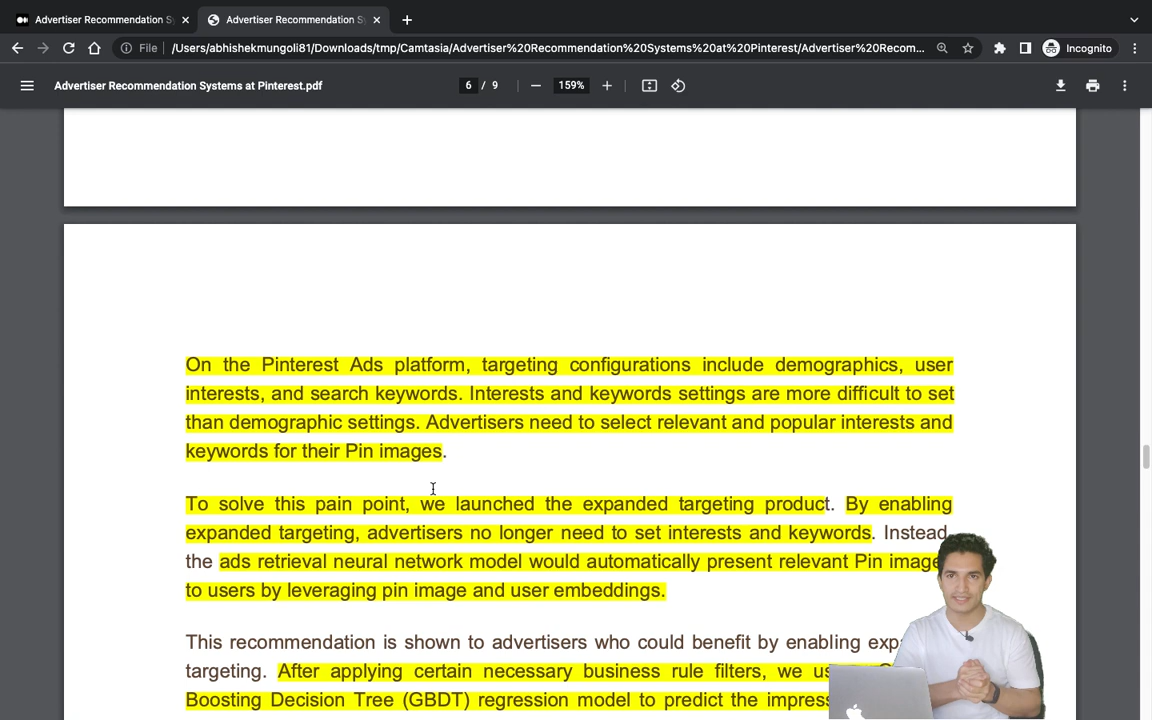 Advertiser Recommendation S
Advertiser Recommendation S
File /Users/abhishekmungoli81/Downloads/tmp/Camtasia/Advertiser%20Recommendation%20Systems%20at%20Pinterest/Advertiser%20Recom...
Incognito
Advertiser Recommendation Systems at Pinterest.pdf
6 / 9
159%
On the Pinterest Ads platform, targeting configurations include demographics, user
interests, and search keywords. Interests and keywords settings are more difficult to set
than demographic settings. Advertisers need to select relevant and popular interests and
keywords for their Pin images.
To solve this pain point, we launched the expanded targeting product. By enabling
expanded targeting, advertisers no longer need to set interests and keywords. Instead,
the ads retrieval neural network model would automatically present relevant Pin image
to users by leveraging pin image and user embeddings.
This recommendation is shown to advertisers who could benefit by enabling
targeting. After applying certain necessary business rule filters, we
Boosting Decision Tree (GBDT) regression model to predict the